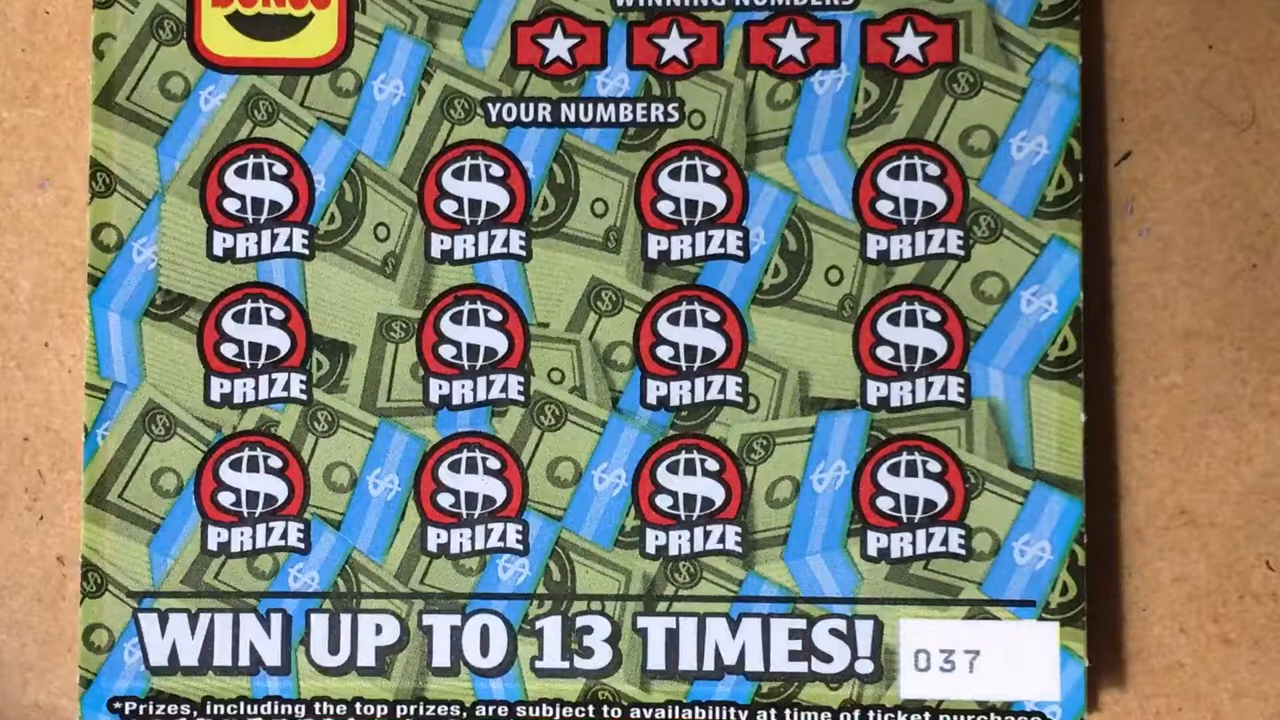 BONUS
WINNING NUMBERS
YOUR NUMBERS
$ $ $ $
PRIZE PRIZE PRIZE PRIZE
$ $ $ $
PRIZE PRIZE PRIZE PRIZE
$ $ $ $
PRIZE PRIZE PRIZE PRIZE
WIN UP TO 13 TIMES!
037
*Prizes, including the top prizes, are subject to availability at time of ticket purchase